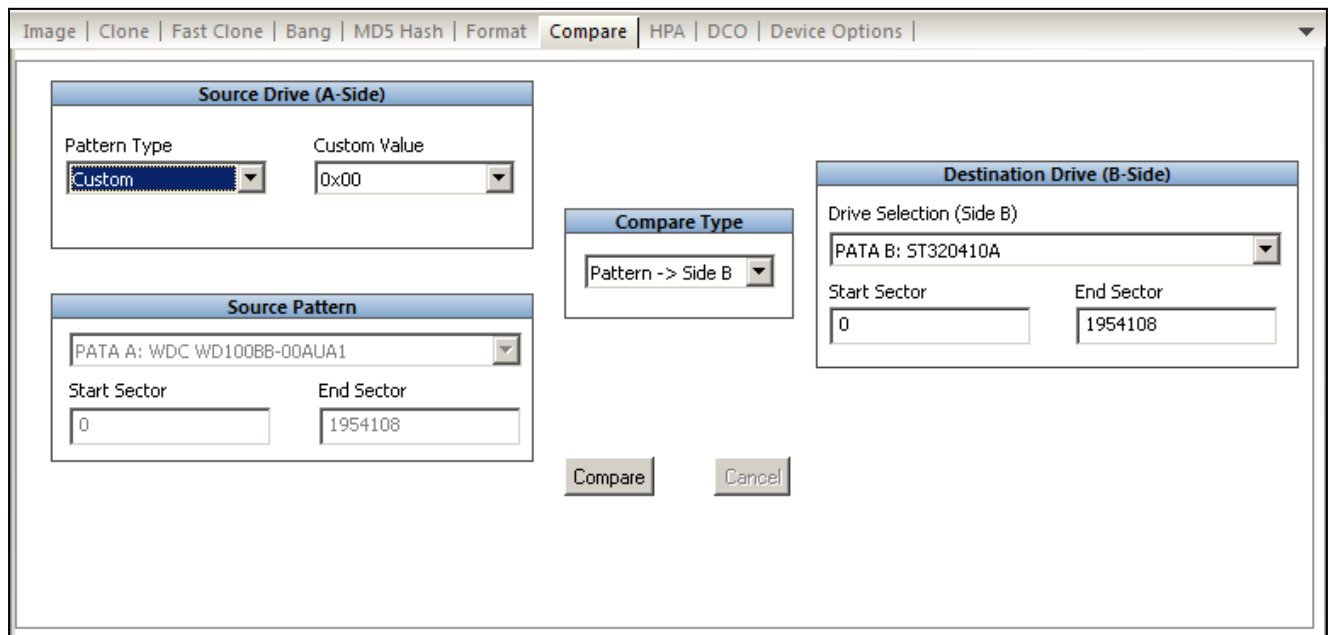 Image | Clone | Fast Clone | Bang | MD5 Hash | Format Compare HPA | DCO | Device Options |
Source Drive (A-Side)
Pattern Type Custom Value
Custom 0x00
Source Pattern
PATA A: WDC WD100BB-00AUA1
Start Sector End Sector
0 1954108
Compare Type
Pattern -> Side B
Compare Cancel
Destination Drive (B-Side)
Drive Selection (Side B)
PATA B: ST320410A
Start Sector End Sector
0 1954108